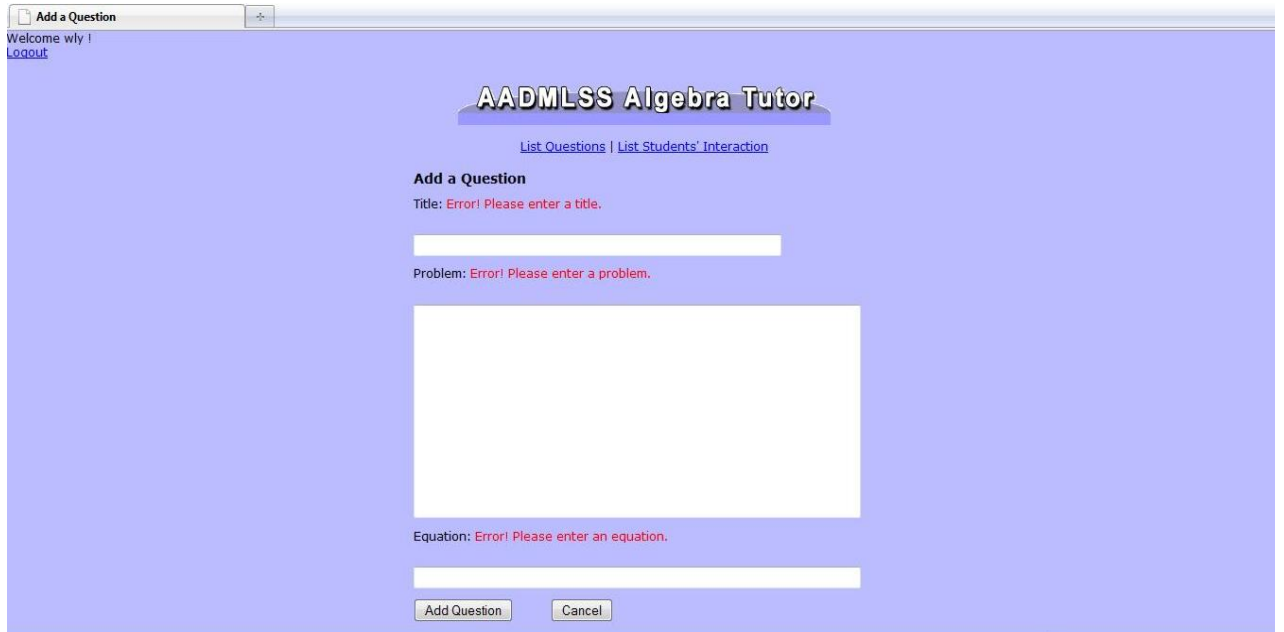 Add a Question
Welcome wly !
Logout
AADMLSS Algebra Tutor
List Questions | List Students' Interaction
Add a Question
Title: Error! Please enter a title.
Problem: Error! Please enter a problem.
Equation: Error! Please enter an equation.
Add Question Cancel